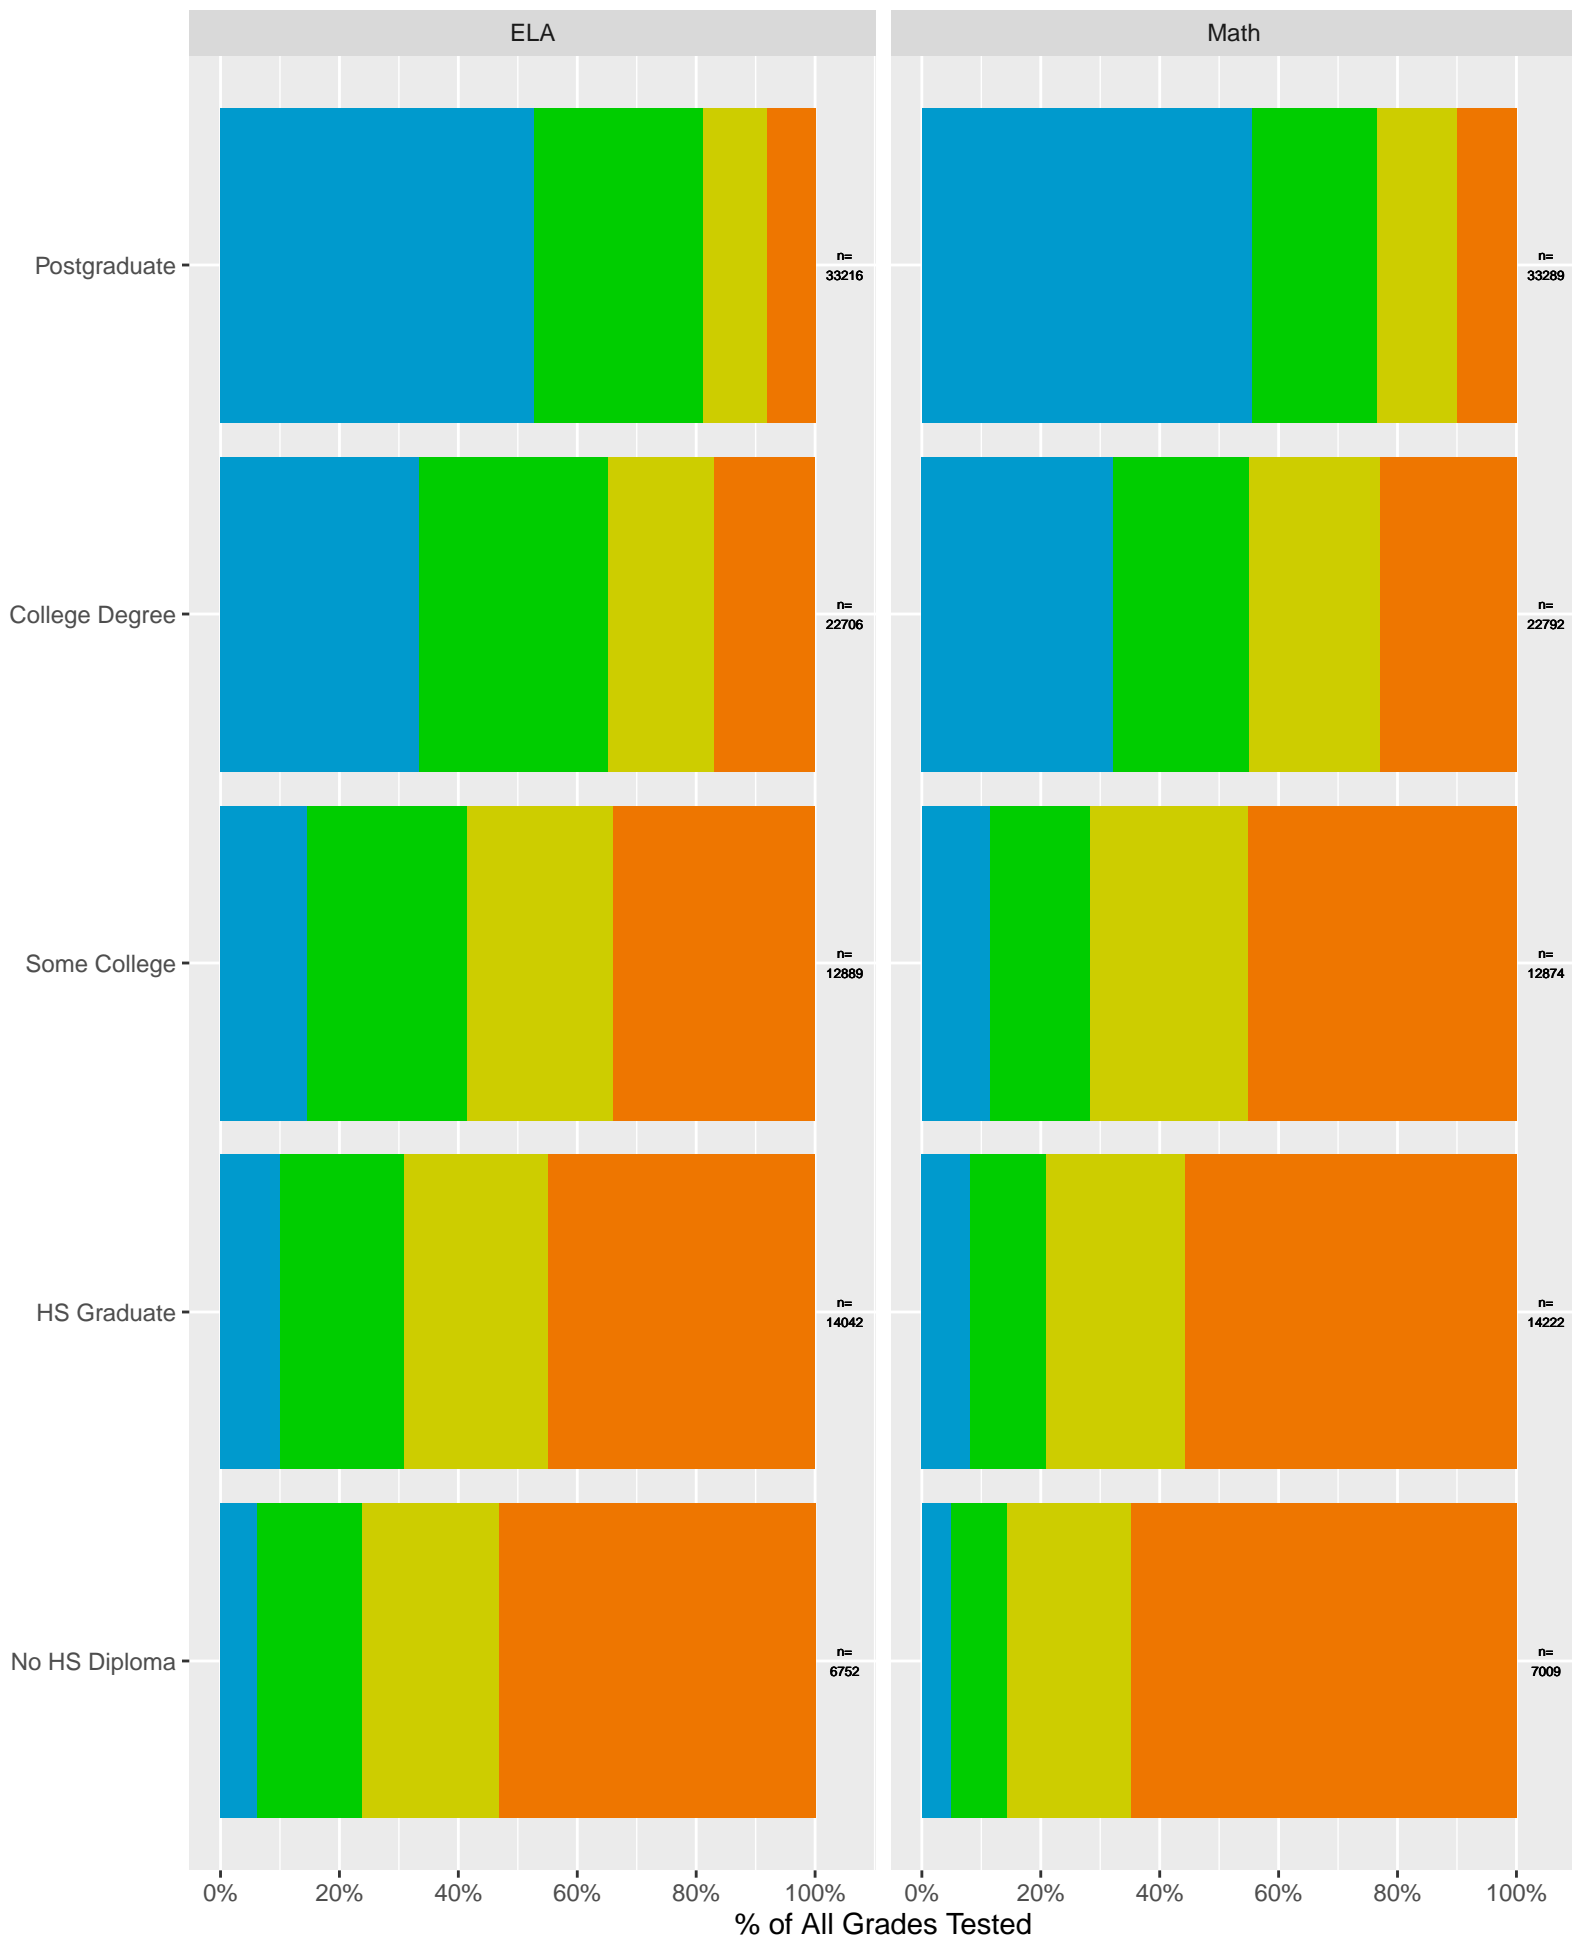 ELA
Math
Postgraduate
n=
33216
n=
33289
College Degree
n=
22706
n=
22792
Some College
n=
12889
n=
12874
HS Graduate
n=
14042
n=
14222
No HS Diploma
n=
6752
n=
7009
0% 20% 40% 60% 80% 100%
0% 20% 40% 60% 80% 100%
% of All Grades Tested